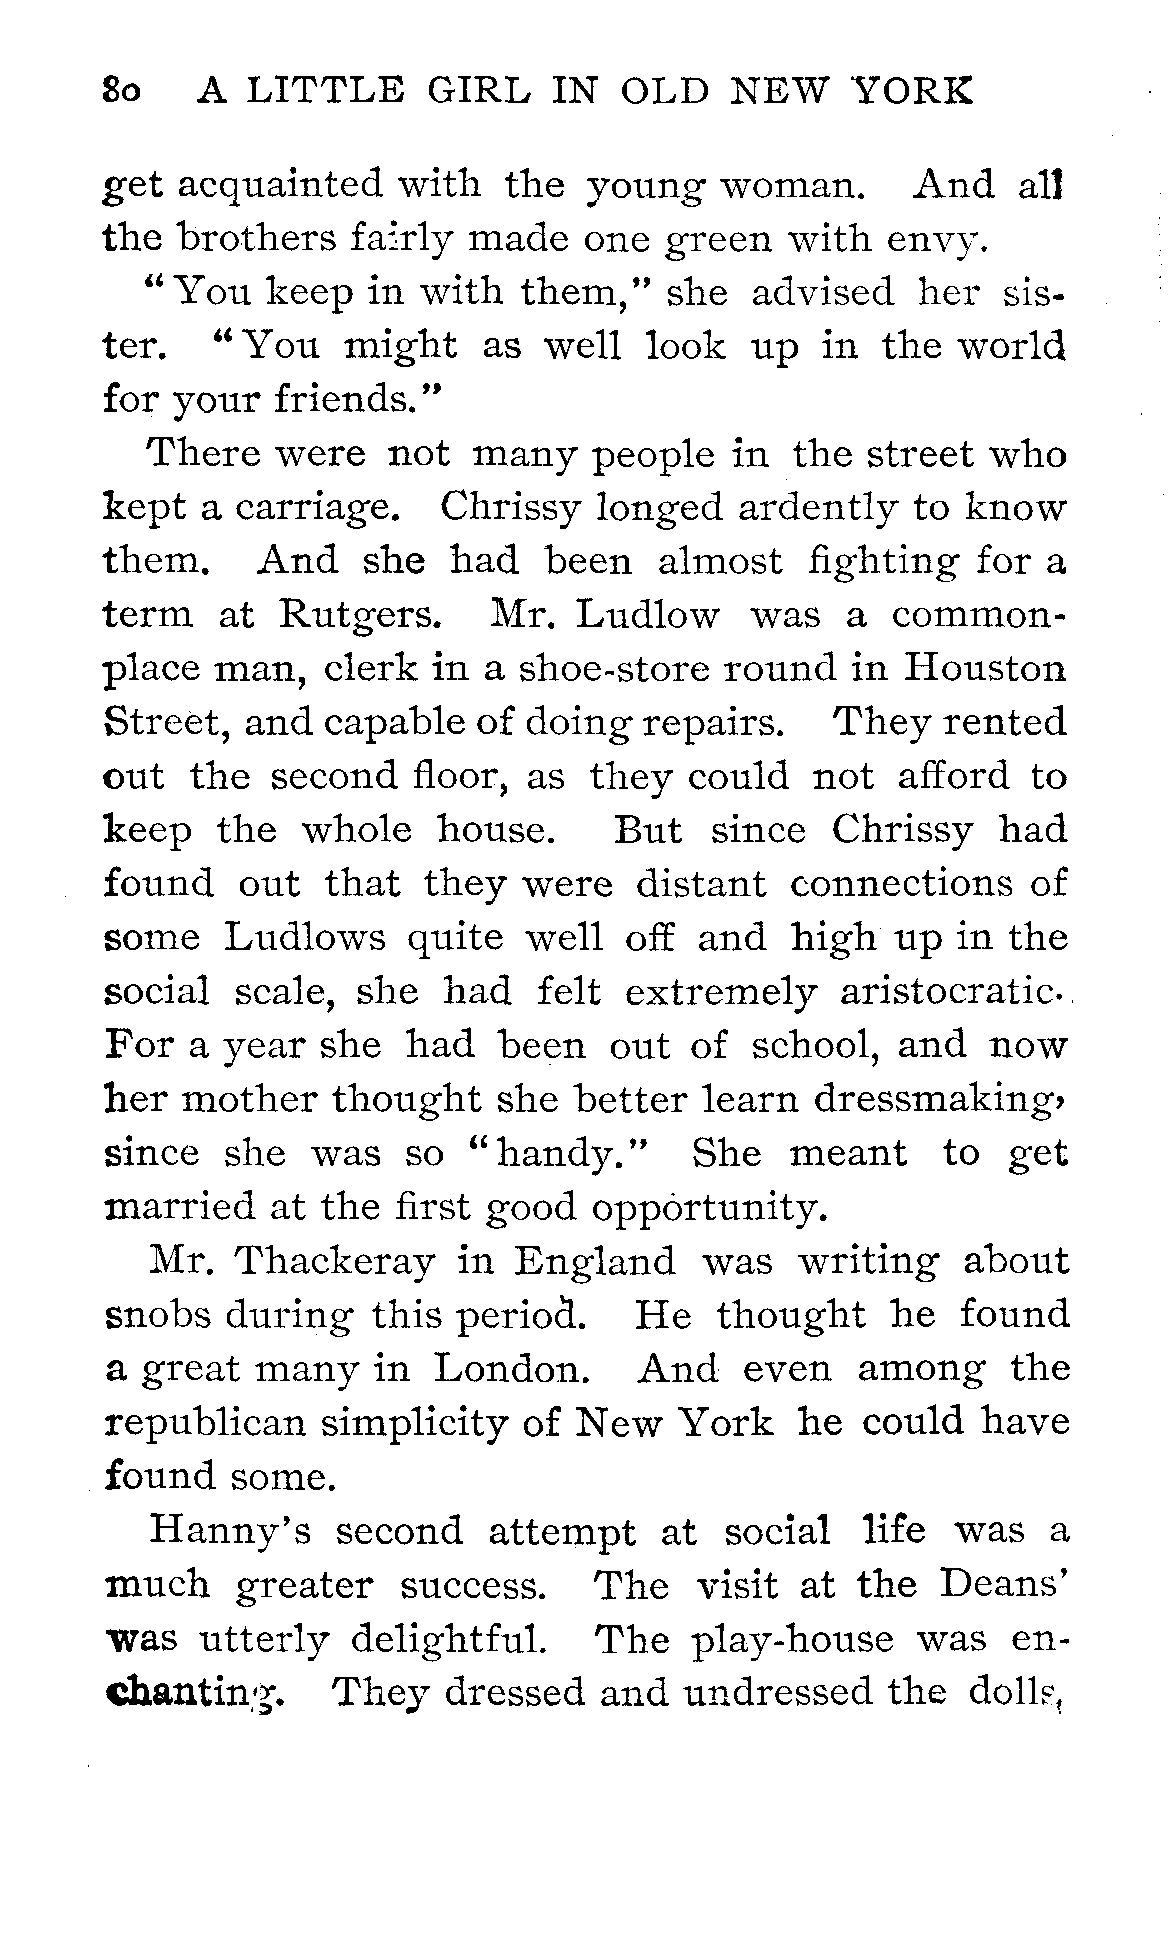 80 A LITTLE GIRL IN OLD NEW YORK
get acquainted with the young woman. And all
the brothers fairly made one green with envy.
"You keep in with them," she advised her sis-
ter. "You might as well look up in the world
for your friends."
There were not many people in the street who
kept a carriage. Chrissy longed ardently to know
them. And she had been almost fighting for a
term at Rutgers. Mr. Ludlow was a common-
place man, clerk in a shoe-store round in Houston
Street, and capable of doing repairs. They rented
out the second floor, as they could not afford to
keep the whole house. But since Chrissy had
found out that they were distant connections of
some Ludlows quite well off and high up in the
social scale, she had felt extremely aristocratic.
For a year she had been out of school, and now
her mother thought she better learn dressmaking,
since she was so "handy." She meant to get
married at the first good opportunity.
Mr. Thackeray in England was writing about
snobs during this period. He thought he found
a great many in London. And even among the
republican simplicity of New York he could have
found some.
Hanny's second attempt at social life was a
much greater success. The visit at the Deans'
was utterly delightful. The play-house was en-
chanting. They dressed and undressed the dolls,